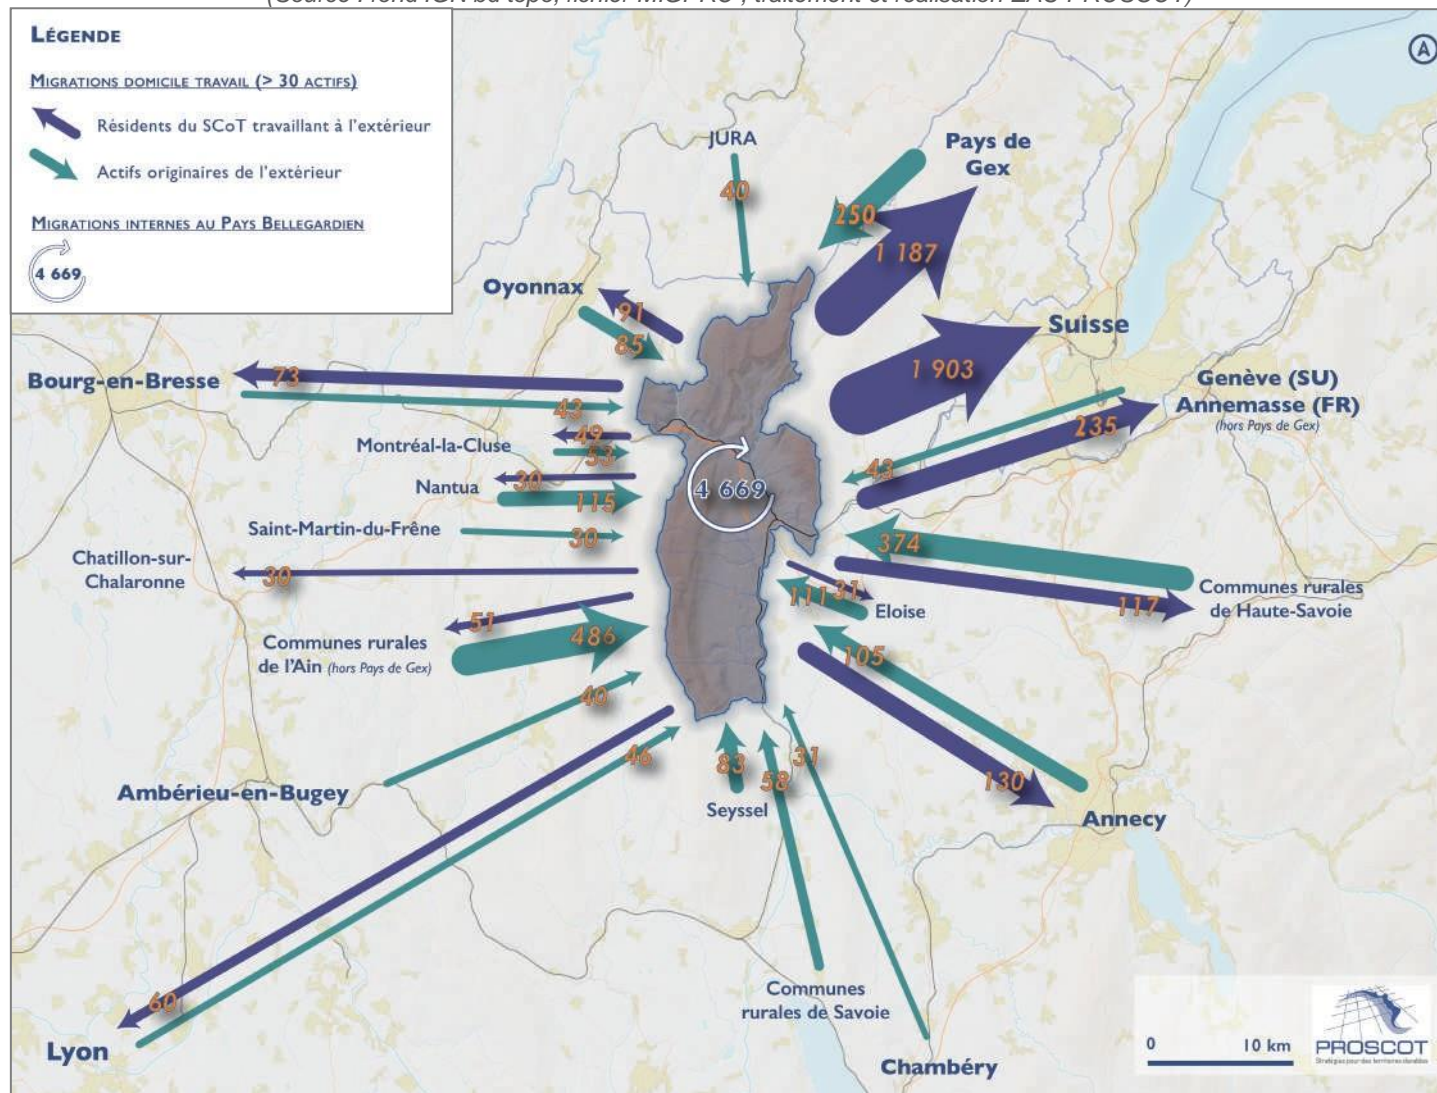 LÉGENDE
MIGRATIONS DOMICILE TRAVAIL (> 30 ACTIFS)
Résidents du SCoT travaillant à l'extérieur
Actifs originaires de l'extérieur
MIGRATIONS INTERNES AU PAYS BELLEGARDIEN
4 669
A
JURA
40
Pays de
Gex
250
1 187
Oyonnax
91
85
Suisse
1 903
Bourg-en-Bresse
73
43
Genève (SU)
Annemasse (FR)
(hors Pays de Gex)
235
43
Montréal-la-Cluse
49
53
Nantua
30
115
4 669
Saint-Martin-du-Frêne
30
374
Chatillon-sur-
Chalaronne
30
Communes rurales
de Haute-Savoie
117
31
111
Eloise
51
486
Communes rurales
de l'Ain (hors Pays de Gex)
105
40
46
83
58
31
130
Ambérieu-en-Bugey
Seyssel
Annecy
60
Lyon
Communes
rurales de Savoie
Chambéry
0 10 km
PROSCOT
Stratégies pour des territoires durables